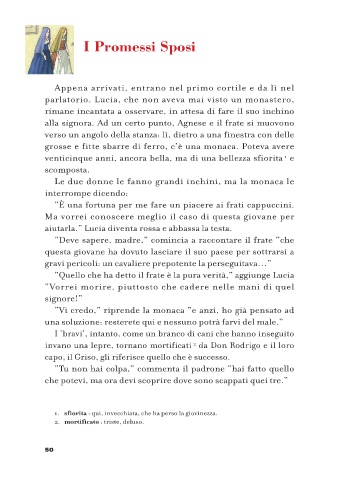 I Promessi Sposi
Appena arrivati, entrano nel primo cortile e da lì nel
parlatorio. Lucia, che non aveva mai visto un monastero,
rimane incantata a osservare, in attesa di fare il suo inchino
alla signora. Ad un certo punto, Agnese e il frate si muovono
verso un angolo della stanza: lì, dietro a una finestra con delle
grosse e fitte sbarre di ferro, c'è una monaca. Poteva avere
venticinque anni, ancora bella, ma di una bellezza sfiorita¹ e
scomposta.
Le due donne le fanno grandi inchini, ma la monaca le
interrompe dicendo:
"È una fortuna per me fare un piacere ai frati cappuccini.
Ma vorrei conoscere meglio il caso di questa giovane per
aiutarla." Lucia diventa rossa e abbassa la testa.
"Deve sapere, madre," comincia a raccontare il frate "che
questa giovane ha dovuto lasciare il suo paese per sottrarsi a
gravi pericoli: un cavaliere prepotente la perseguitava..."
"Quello che ha detto il frate è la pura verità," aggiunge Lucia
"Vorrei morire, piuttosto che cadere nelle mani di quel
signore!"
"Vi credo," riprende la monaca "e anzi, ho già pensato ad
una soluzione: resterete qui e nessuno potrà farvi del male."
I 'bravi', intanto, come un branco di cani che hanno inseguito
invano una lepre, tornano mortificati² da Don Rodrigo e il loro
capo, il Griso, gli riferisce quello che è successo.
"Tu non hai colpa," commenta il padrone "hai fatto quello
che potevi, ma ora devi scoprire dove sono scappati quei tre."
1. sfiorita : qui, invecchiata, che ha perso la giovinezza.
2. mortificato : triste, deluso.
50